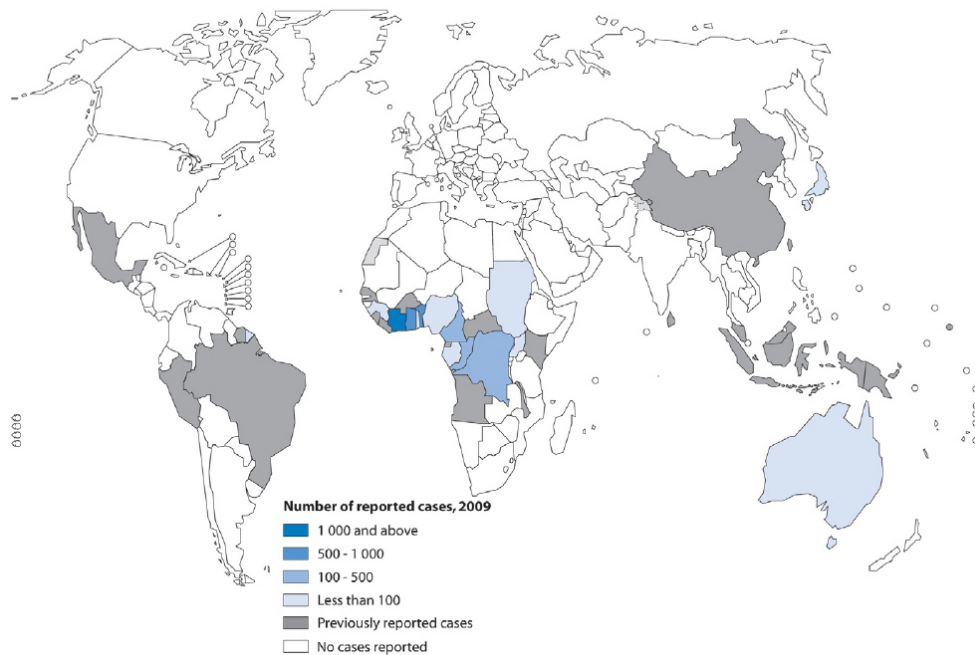 Number of reported cases, 2009
1 000 and above
500 - 1 000
100 - 500
Less than 100
Previously reported cases
No cases reported